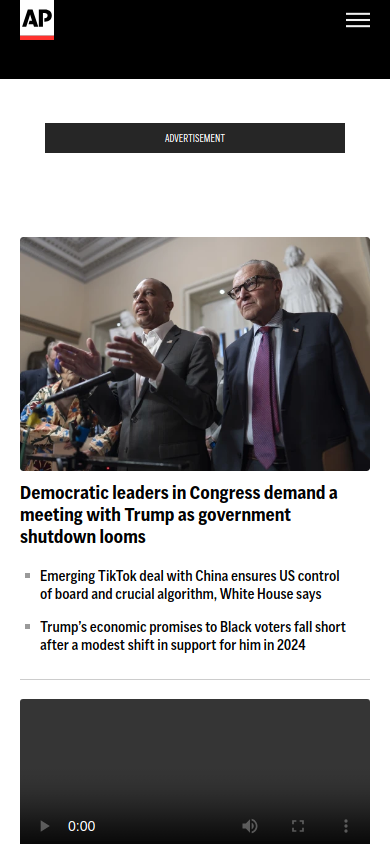 AP
ADVERTISEMENT
Democratic leaders in Congress demand a
meeting with Trump as government
shutdown looms
Emerging TikTok deal with China ensures US control
of board and crucial algorithm, White House says
Trump's economic promises to Black voters fall short
after a modest shift in support for him in 2024
0:00